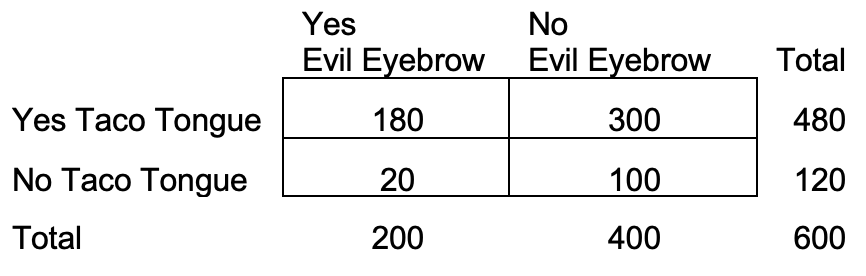 Yes No
Evil Eyebrow Evil Eyebrow Total
Yes Taco Tongue 180 300 480
No Taco Tongue 20 100 120
Total 200 400 600